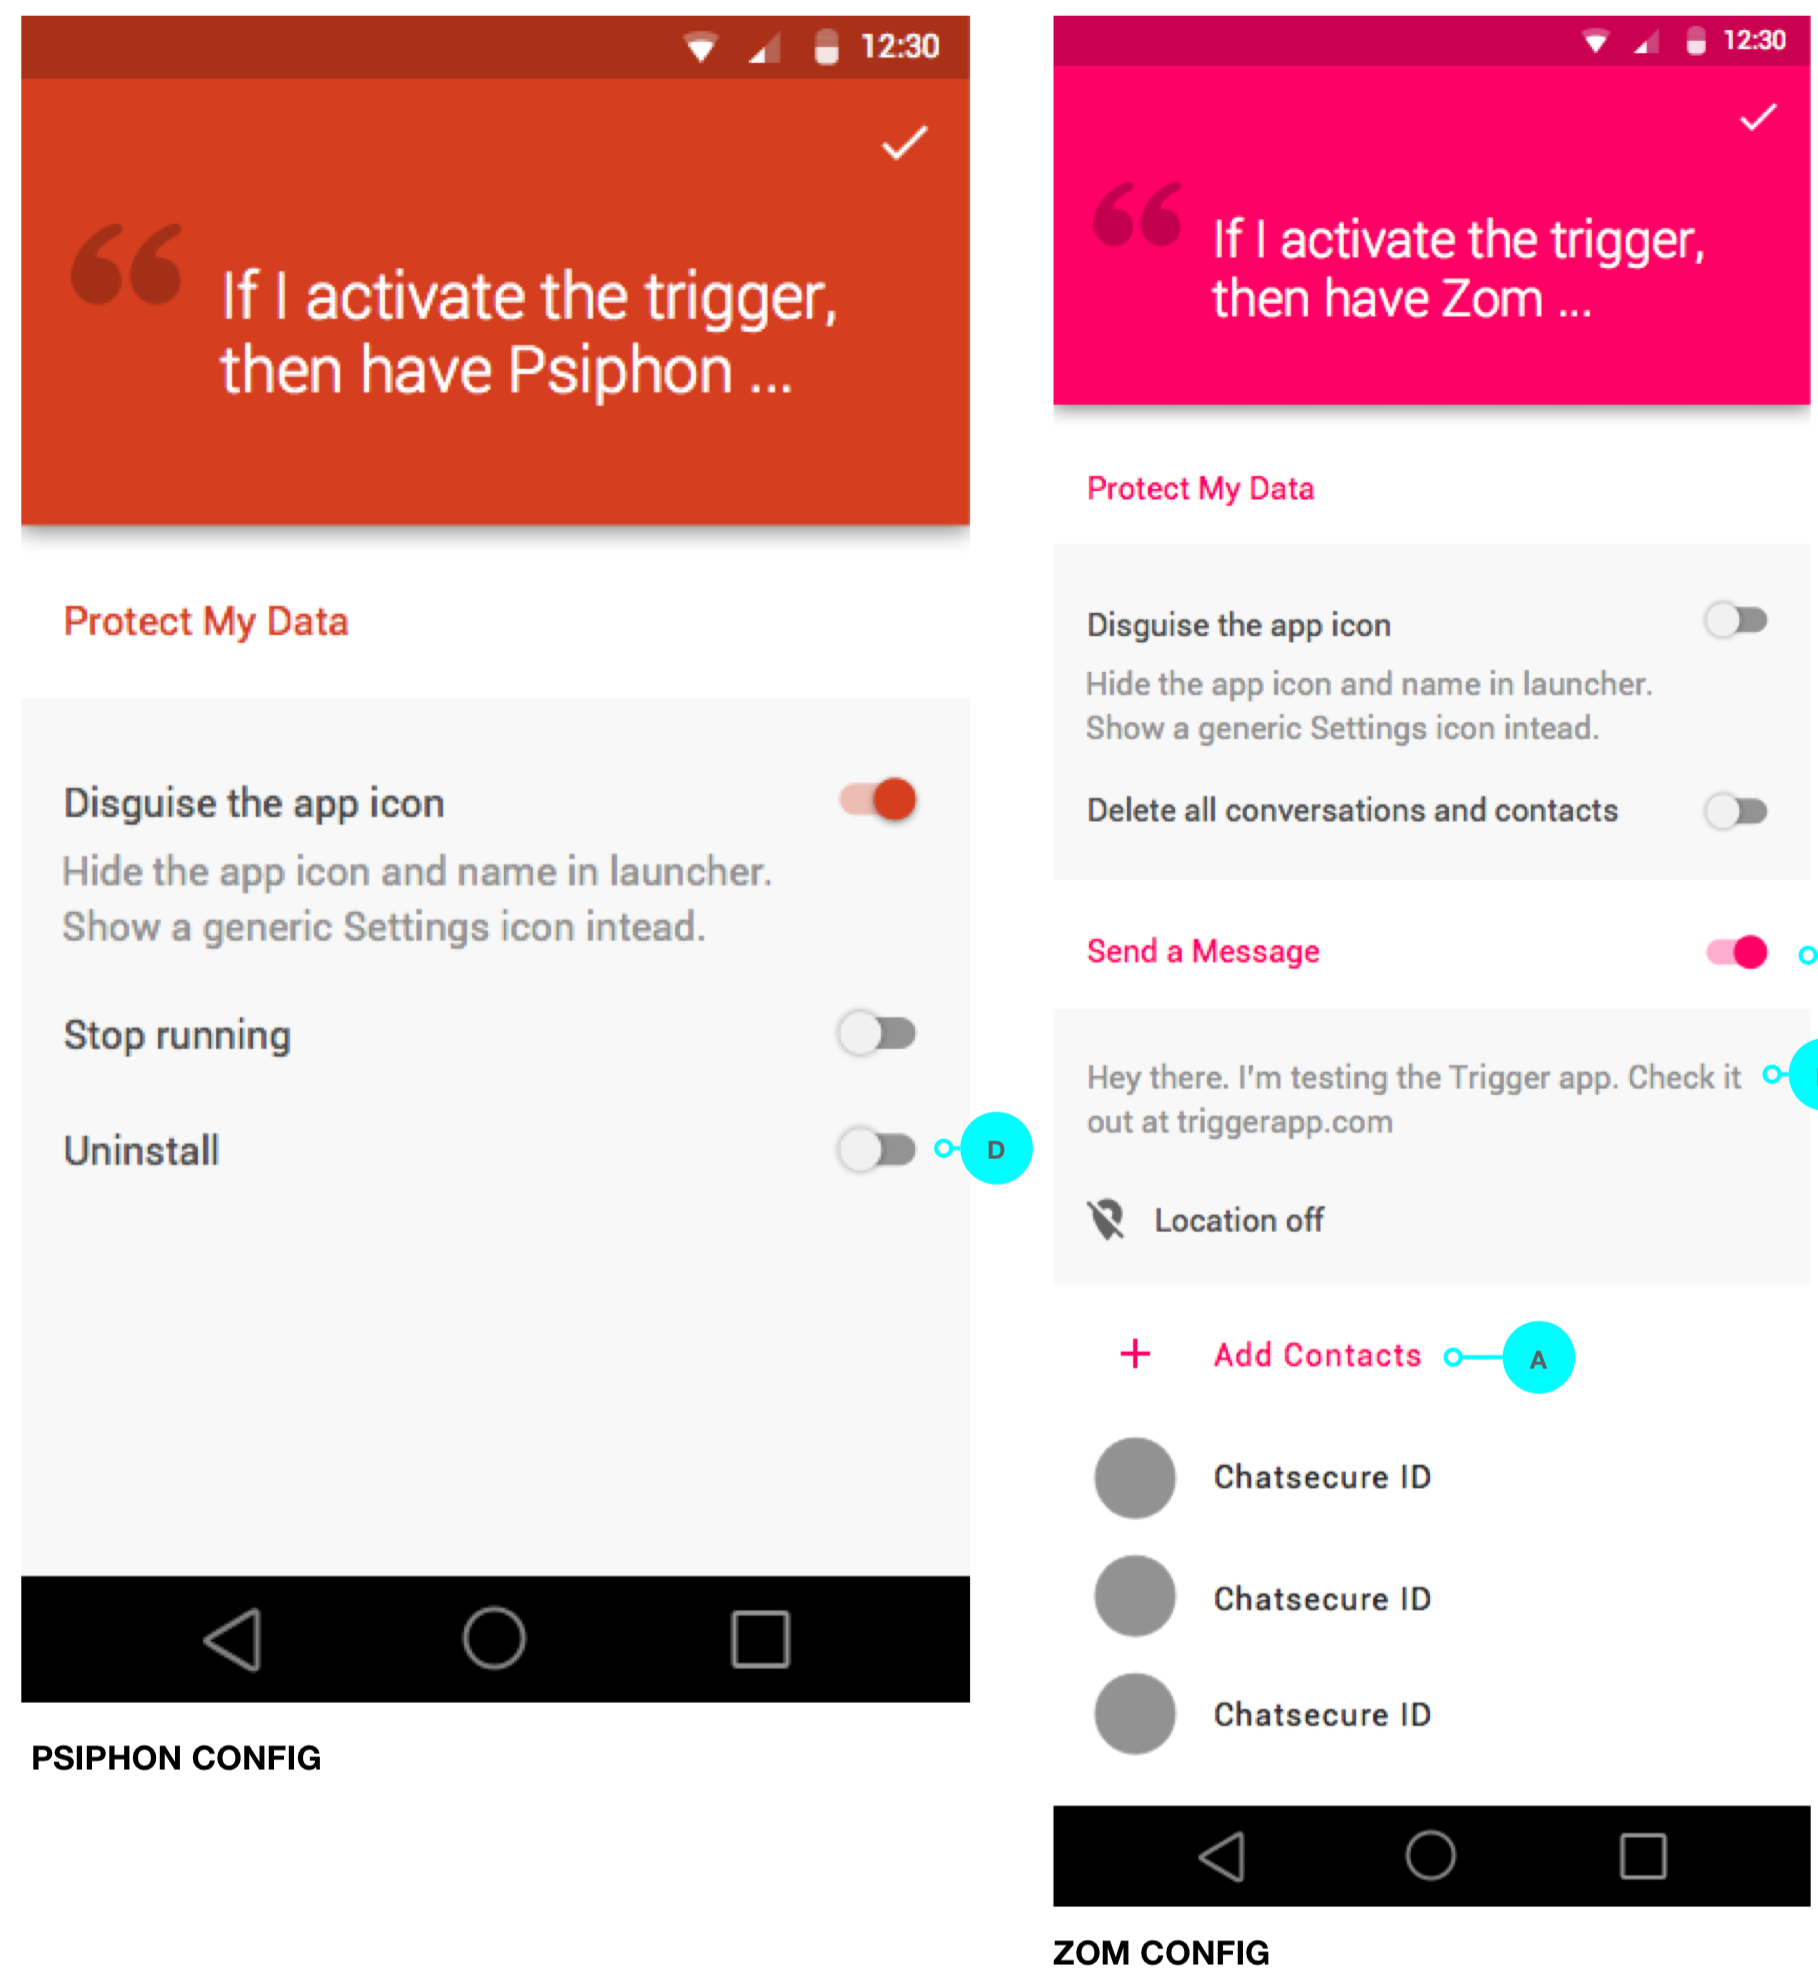 12:30
“
If I activate the trigger,
then have Psiphon ...
Protect My Data
Disguise the app icon
Hide the app icon and name in launcher.
Show a generic Settings icon intead.
Stop running
Uninstall
D
PSIPHON CONFIG
12:30
“
If I activate the trigger,
then have Zom ...
Protect My Data
Disguise the app icon
Hide the app icon and name in launcher.
Show a generic Settings icon intead.
Delete all conversations and contacts
Send a Message
Hey there. I'm testing the Trigger app. Check it
out at triggerapp.com
Location off
+ Add Contacts
A
Chatsecure ID
Chatsecure ID
Chatsecure ID
ZOM CONFIG